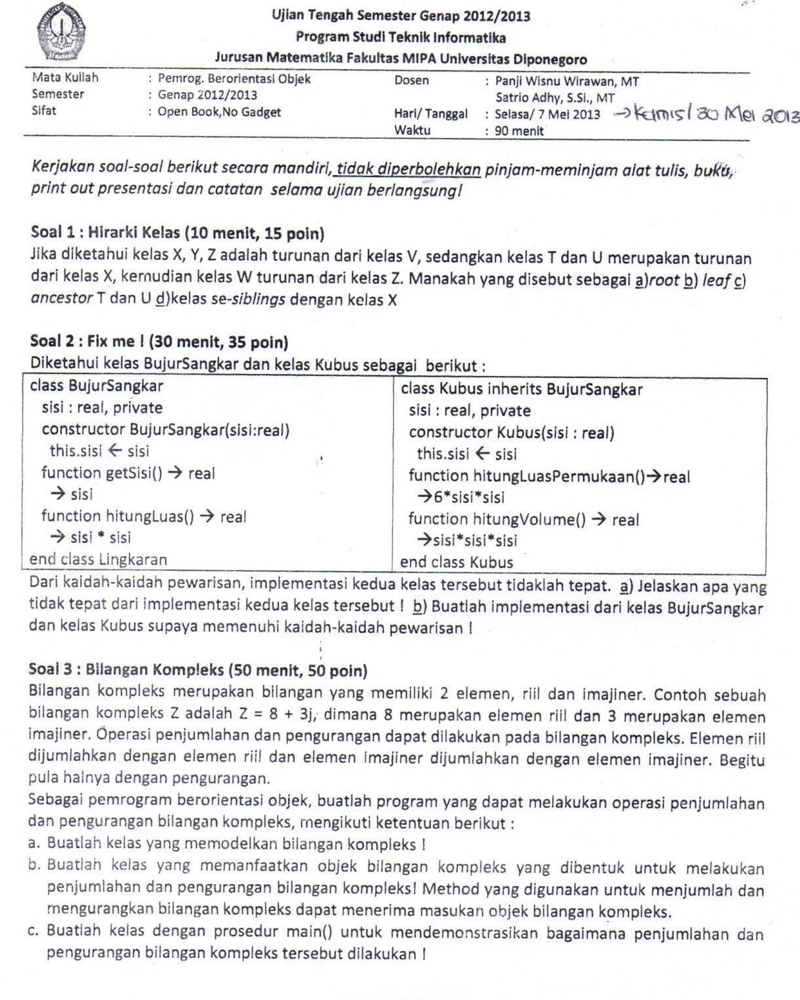 Ujian Tengah Semester Genap 2012/2013
Program Studi Teknik Informatika
Jurusan Matematika Fakultas MIPA Universitas Diponegoro
Mata Kuliah : Pemrog. Berorientasi Objek Dosen : Panji Wisnu Wirawan, MT
Semester : Genap 2012/2013 Satrio Adhy, S.Si., MT
Sifat : Open Book,No Gadget Hari/ Tanggal : Selasa/ 7 Mei 2013 → Kamis/ 30 Mei 2013
Waktu : 90 menit
Kerjakan soal-soal berikut secara mandiri, tidak diperbolehkan pinjam-meminjam alat tulis, buku,
print out presentasi dan catatan selama ujian berlangsung!
Soal 1 : Hirarki Kelas (10 menit, 15 poin)
Jika diketahui kelas X, Y, Z adalah turunan dari kelas V, sedangkan kelas T dan U merupakan turunan
dari kelas X, kemudian kelas W turunan dari kelas Z. Manakah yang disebut sebagai a)root b) leaf c)
ancestor T dan U d)kelas se-siblings dengan kelas X
Soal 2 : Fix me ! (30 menit, 35 poin)
Diketahui kelas BujurSangkar dan kelas Kubus sebagai berikut :
class BujurSangkar
sisi : real, private
constructor BujurSangkar(sisi:real)
this.sisi ← sisi
function getSisi() → real
→ sisi
function hitungLuas() → real
→ sisi * sisi
end class Lingkaran
class Kubus inherits BujurSangkar
sisi : real, private
constructor Kubus(sisi : real)
this.sisi ← sisi
function hitungLuasPermukaan()→real
→6*sisi*sisi
function hitungVolume() → real
→sisi*sisi*sisi
end class Kubus
Dari kaidah-kaidah pewarisan, implementasi kedua kelas tersebut tidaklah tepat. a) Jelaskan apa yang
tidak tepat dari implementasi kedua kelas tersebut ! b) Buatlah implementasi dari kelas BujurSangkar
dan kelas Kubus supaya memenuhi kaidah-kaidah pewarisan !
Soal 3 : Bilangan Kompleks (50 menit, 50 poin)
Bilangan kompleks merupakan bilangan yang memiliki 2 elemen, riil dan imajiner. Contoh sebuah
bilangan kompleks Z adalah Z = 8 + 3j, dimana 8 merupakan elemen riil dan 3 merupakan elemen
imajiner. Operasi penjumlahan dan pengurangan dapat dilakukan pada bilangan kompleks. Elemen riil
dijumlahkan dengan elemen riil dan elemen imajiner dijumlahkan dengan elemen imajiner. Begitu
pula halnya dengan pengurangan.
Sebagai pemrogram berorientasi objek, buatlah program yang dapat melakukan operasi penjumlahan
dan pengurangan bilangan kompleks, mengikuti ketentuan berikut :
a. Buatlah kelas yang memodelkan bilangan kompleks !
b. Buatlah kelas yang memanfaatkan objek bilangan kompleks yang dibentuk untuk melakukan
penjumlahan dan pengurangan bilangan kompleks! Method yang digunakan untuk menjumlah dan
mengurangkan bilangan kompleks dapat menerima masukan objek bilangan kompleks.
c. Buatlah kelas dengan prosedur main() untuk mendemonstrasikan bagaimana penjumlahan dan
pengurangan bilangan kompleks tersebut dilakukan !